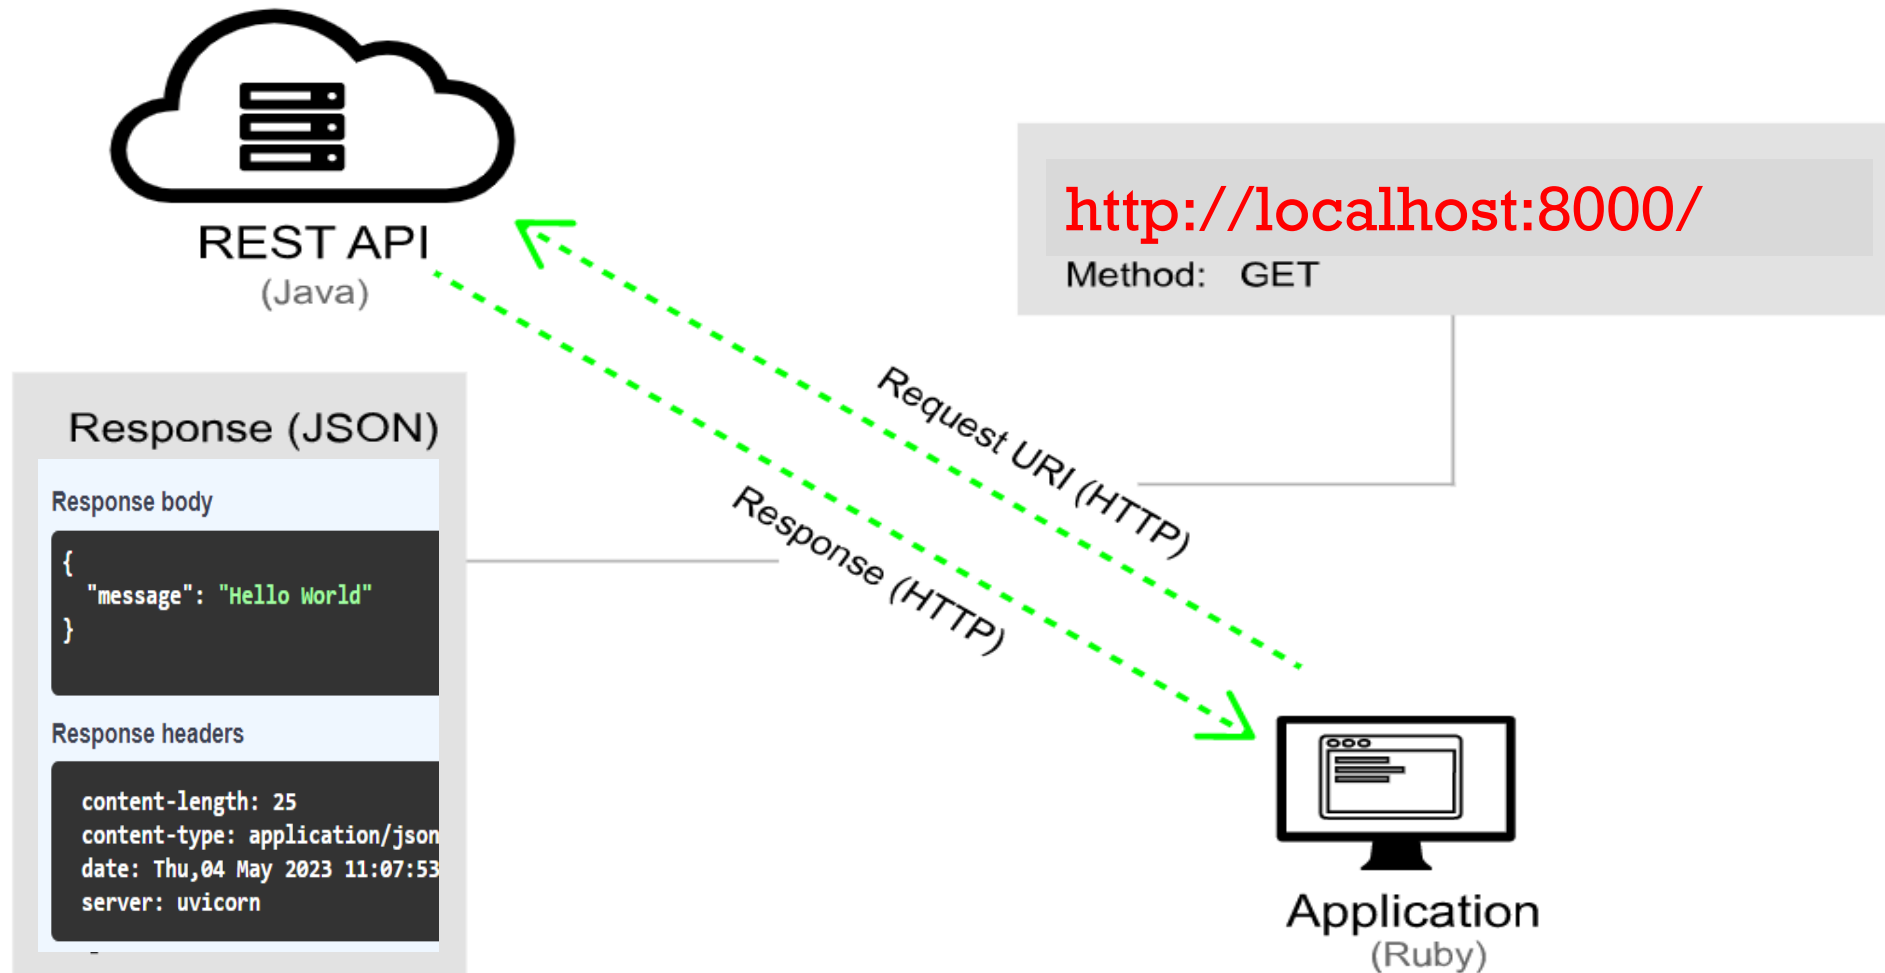 REST API
(Java)
http://localhost:8000/
Method: GET
Request URI (HTTP)
Response (HTTP)
Response (JSON)
Response body
{
"message": "Hello World"
}
Response headers
content-length: 25
content-type: application/json
date: Thu,04 May 2023 11:07:53
server: uvicorn
Application
(Ruby)